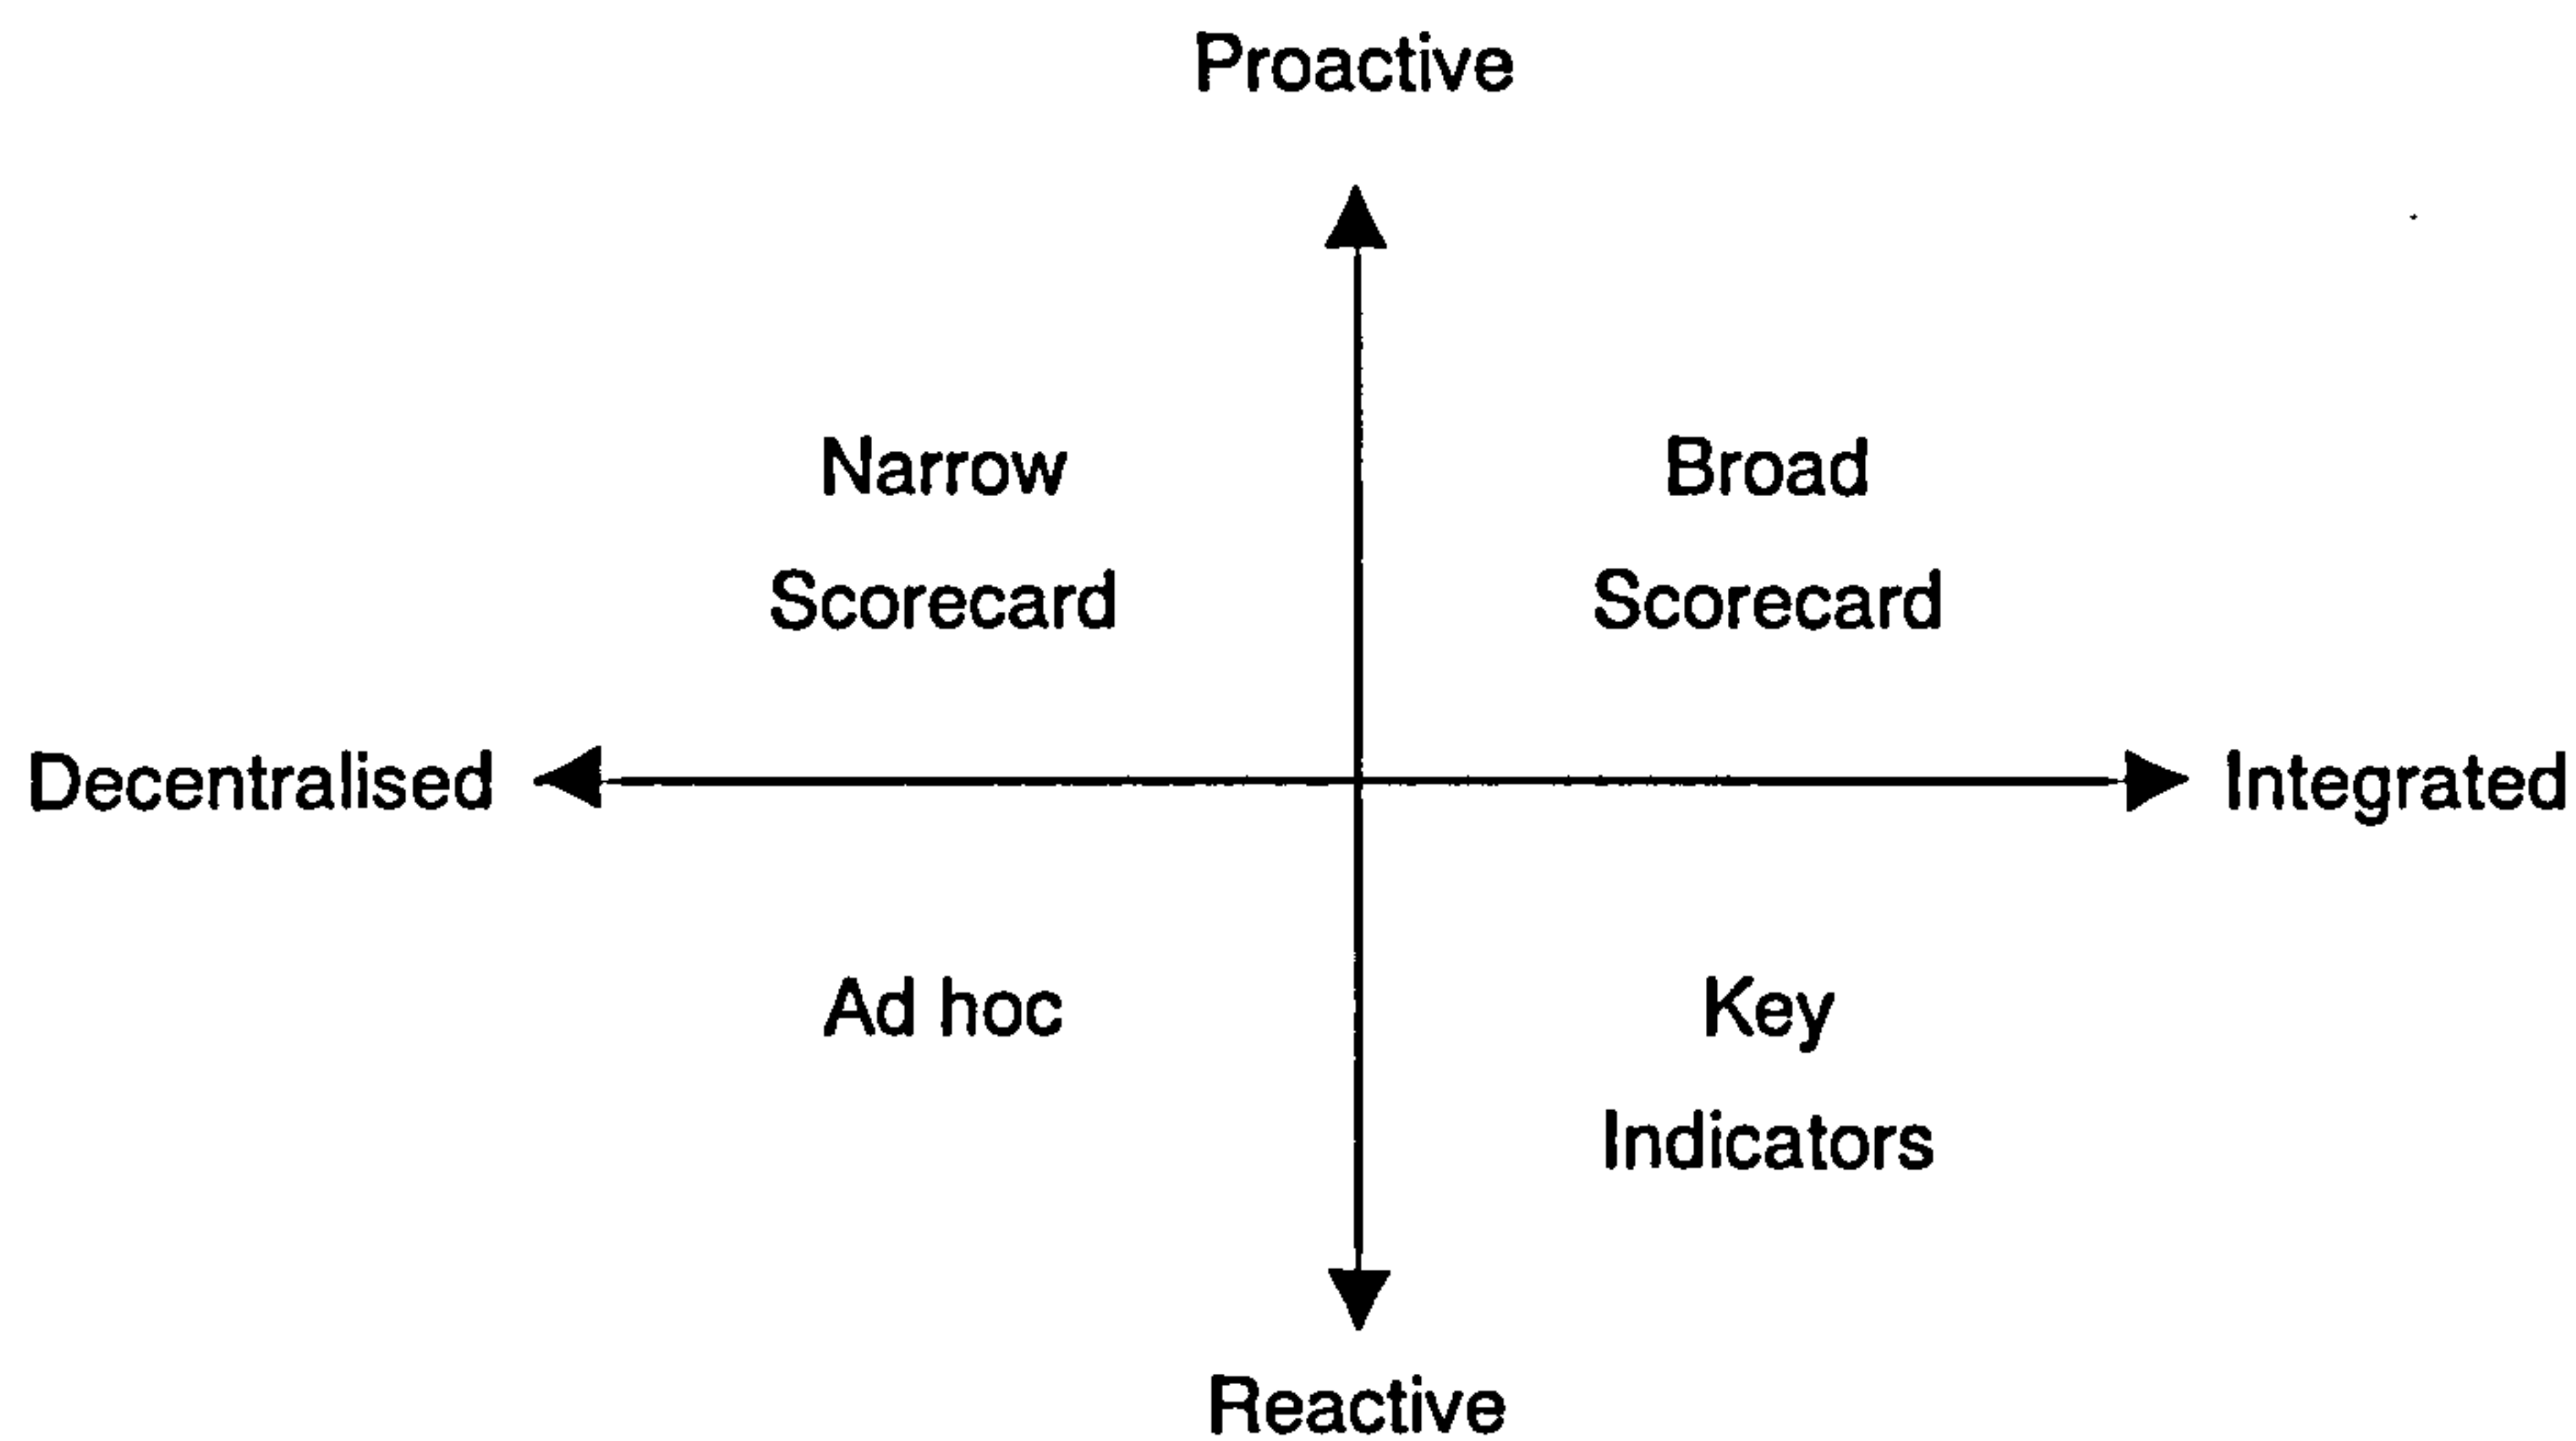 Proactive
Narrow Broad
Scorecard Scorecard
Decentralised Integrated
Ad hoc Key
Indicators
Reactive